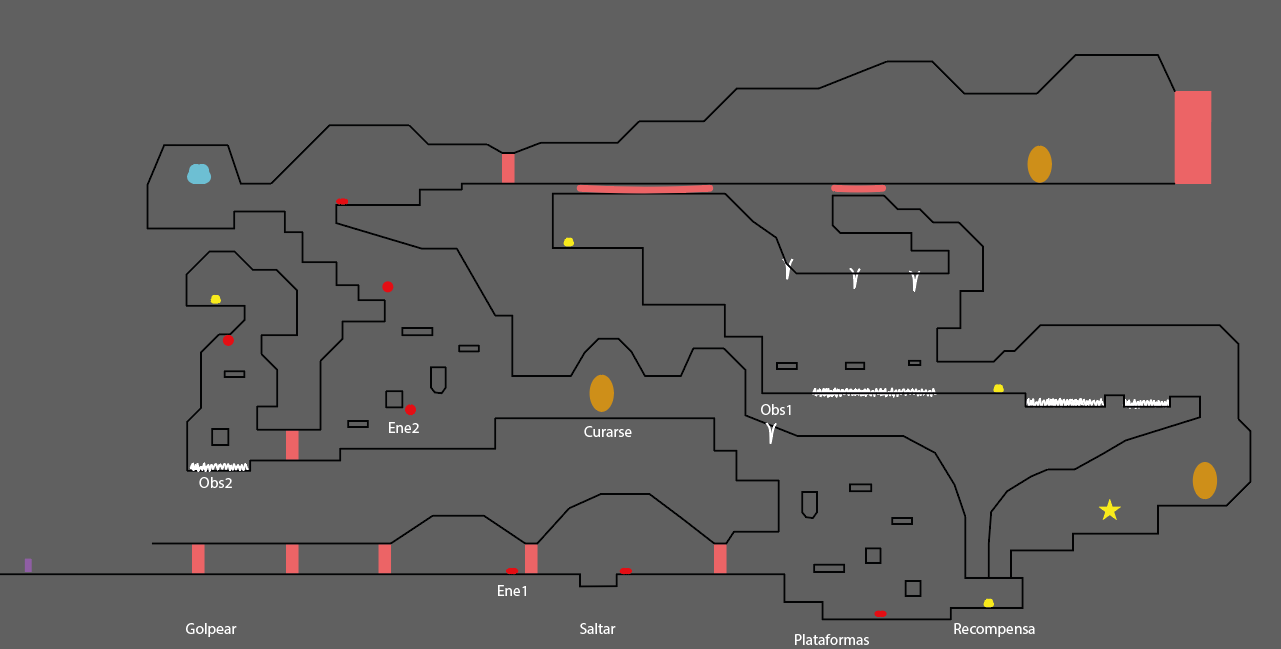 Obs1
Ene2
Curarse
Obs2
Ene1
Golpear
Saltar
Plataformas
Recompensa